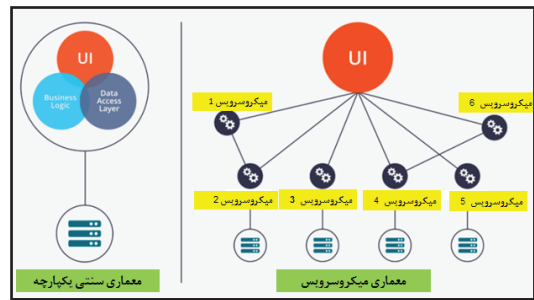 UI
Business
Logic
Data
Access
Layer
معماری سنتی یکپارچه
UI
میکروسرویس 1
میکروسرویس 6
میکروسرویس 2
میکروسرویس 3
میکروسرویس 4
میکروسرویس 5
معماری میکروسرویس